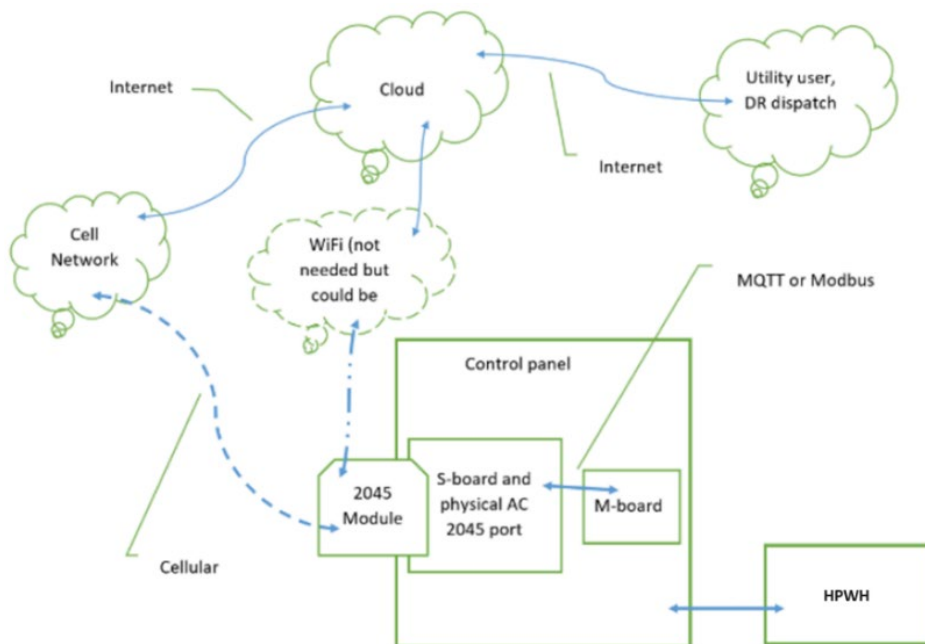 Internet
Cloud
Utility user,
DR dispatch
Internet
Cell
Network
WiFi (not
needed but
could be
MQTT or Modbus
Control panel
2045
Module
S-board and
physical AC
2045 port
M-board
Cellular
HPWH